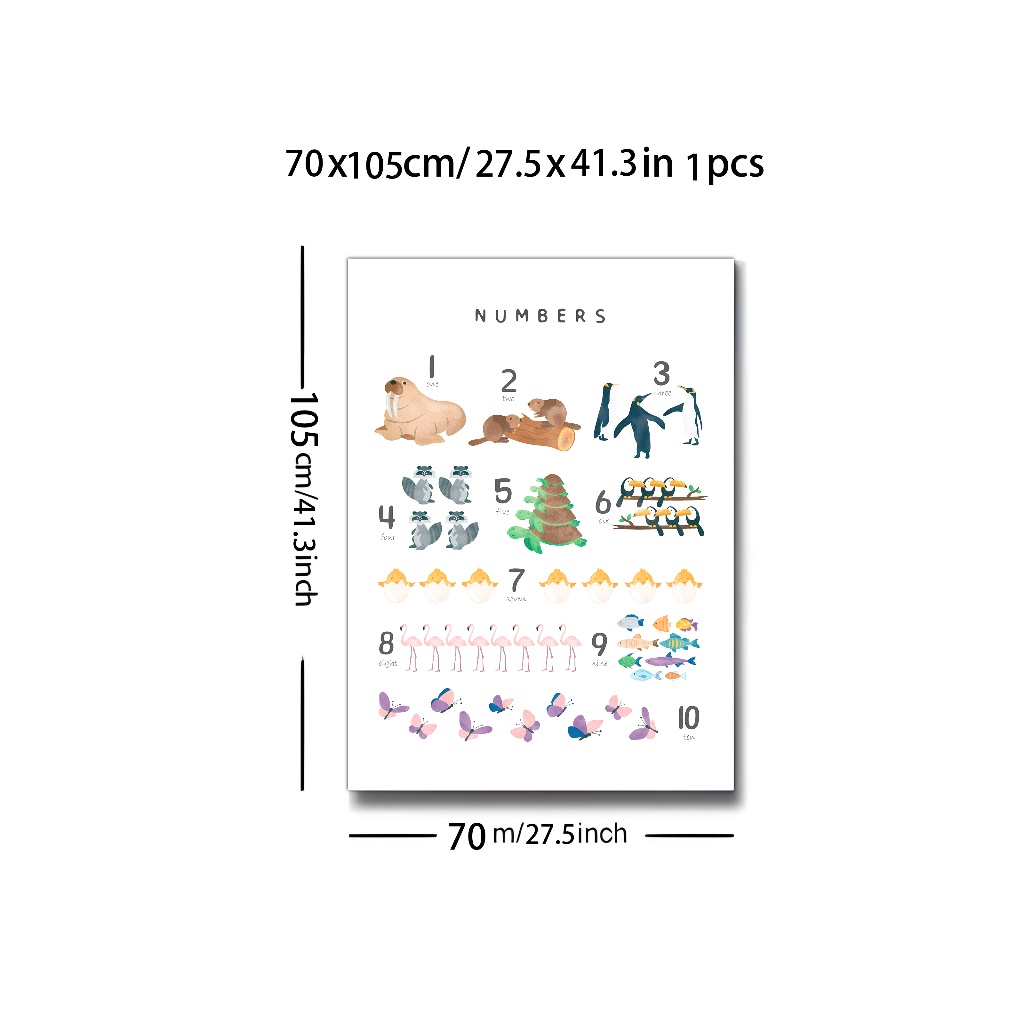 70x105cm/27.5x41.3in 1pcs
NUMBERS
1
one
2
two
3
three
4
four
5
five
6
six
7
seven
8
eight
9
nine
10
ten
105cm/41.3inch
70 m/27.5inch